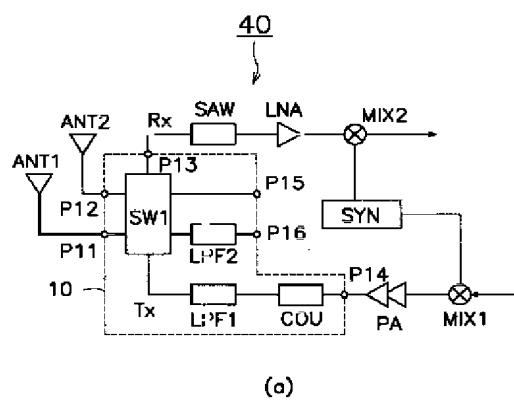 40
Rx
SAW
LNA
MIX2
ANT2
ANT1
P13
P12
SW1
P15
SYN
P11
P16
LPF2
10
P14
Tx
LPF1
COU
PA
MIX1
(a)